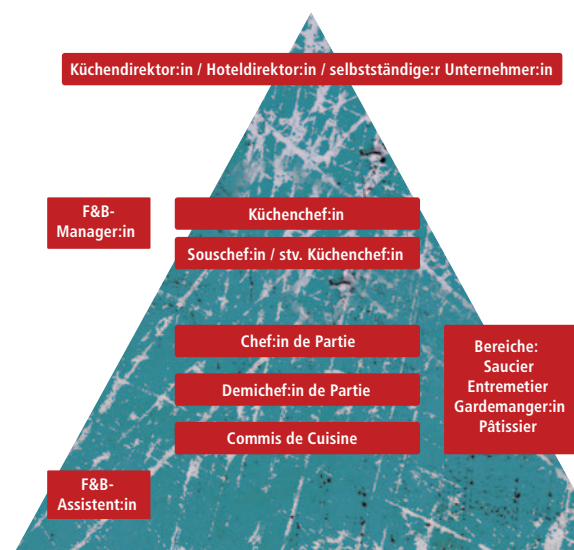 Küchendirektor:in / Hoteldirektor:in / selbstständige:r Unternehmer:in
F&B-
Manager:in
Küchenchef:in
Souschef:in / stv. Küchenchef:in
Chef:in de Partie
Demichef:in de Partie
Commis de Cuisine
Bereiche:
Saucier
Entremetier
Gardemanger:in
Pâtissier
F&B-
Assistent:in